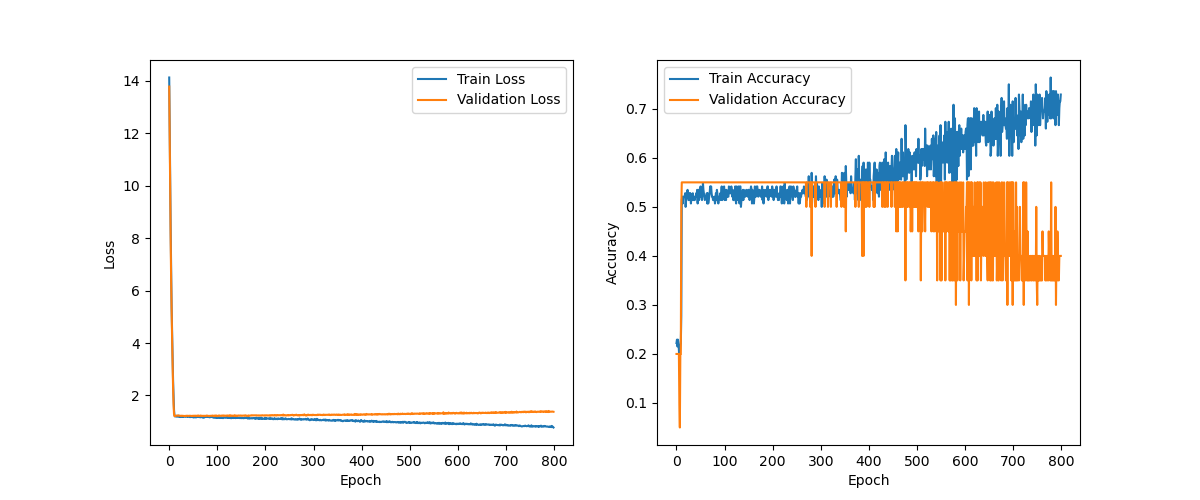 14
12
10
8
6
4
2
Loss
0 100 200 300 400 500 600 700 800
Epoch
Train Loss
Validation Loss
0.7
0.6
0.5
0.4
0.3
0.2
0.1
Accuracy
0 100 200 300 400 500 600 700 800
Epoch
Train Accuracy
Validation Accuracy